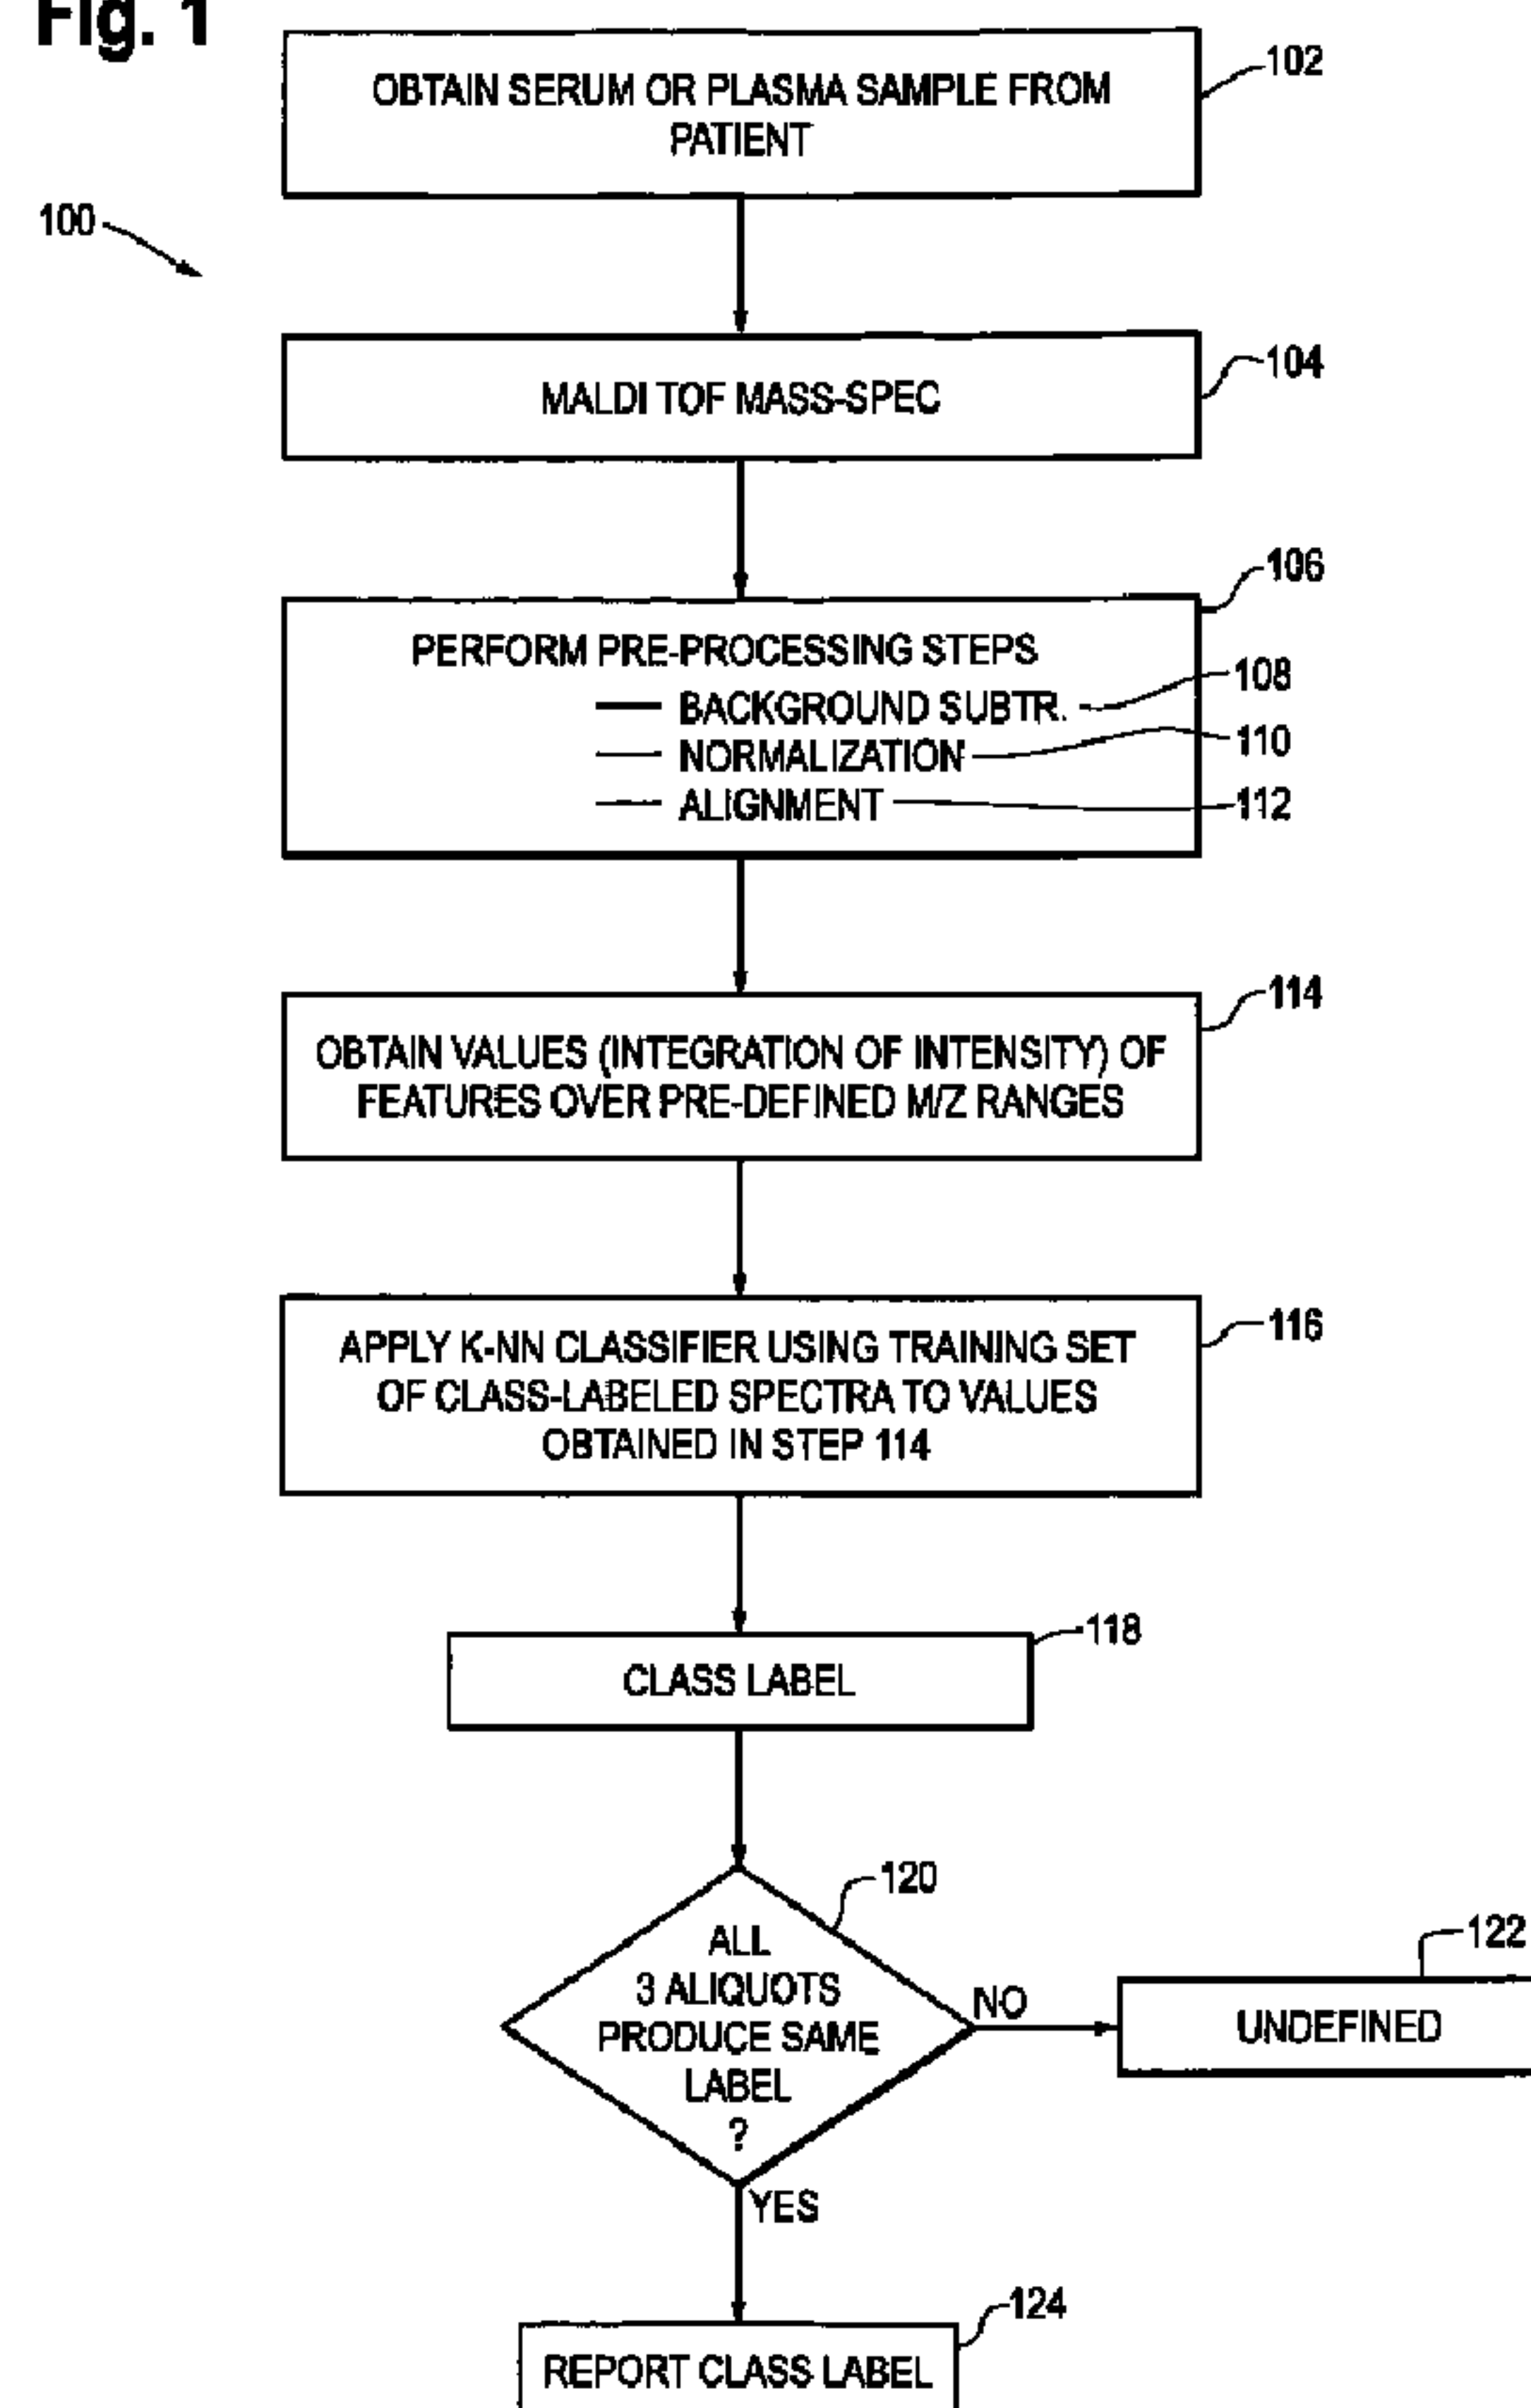 Fig. 1
OBTAIN SERUM OR PLASMA SAMPLE FROM
PATIENT
102
100
MALDI TOF MASS-SPEC
104
106
PERFORM PRE-PROCESSING STEPS
— BACKGROUND SUBTR.
108
— NORMALIZATION
110
— ALIGNMENT
112
114
OBTAIN VALUES (INTEGRATION OF INTENSITY) OF
FEATURES OVER PRE-DEFINED M/Z RANGES
116
APPLY K-NN CLASSIFIER USING TRAINING SET
OF CLASS-LABELED SPECTRA TO VALUES
OBTAINED IN STEP 114
118
CLASS LABEL
120
ALL
3 ALIQUOTS
PRODUCE SAME
LABEL
?
NO
122
UNDEFINED
YES
124
REPORT CLASS LABEL